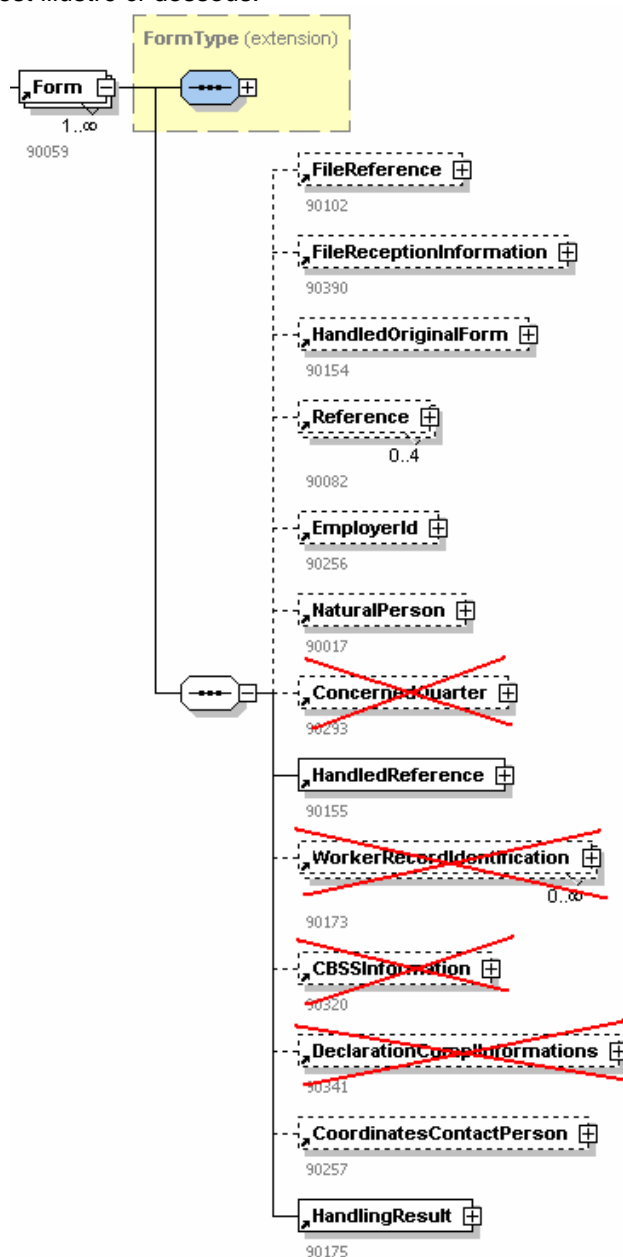 FormType (extension)
Form
1..∞
90059
FileReference
90102
FileReceptionInformation
90390
HandledOriginalForm
90154
Reference
0..4
90082
EmployerId
90256
NaturalPerson
90017
ConcernedQuarter
90293
HandledReference
90155
WorkerRecordIdentification
0..∞
90173
CBSSInformation
90320
DeclarationComplInformations
90341
CoordinatesContactPerson
90257
HandlingResult
90175